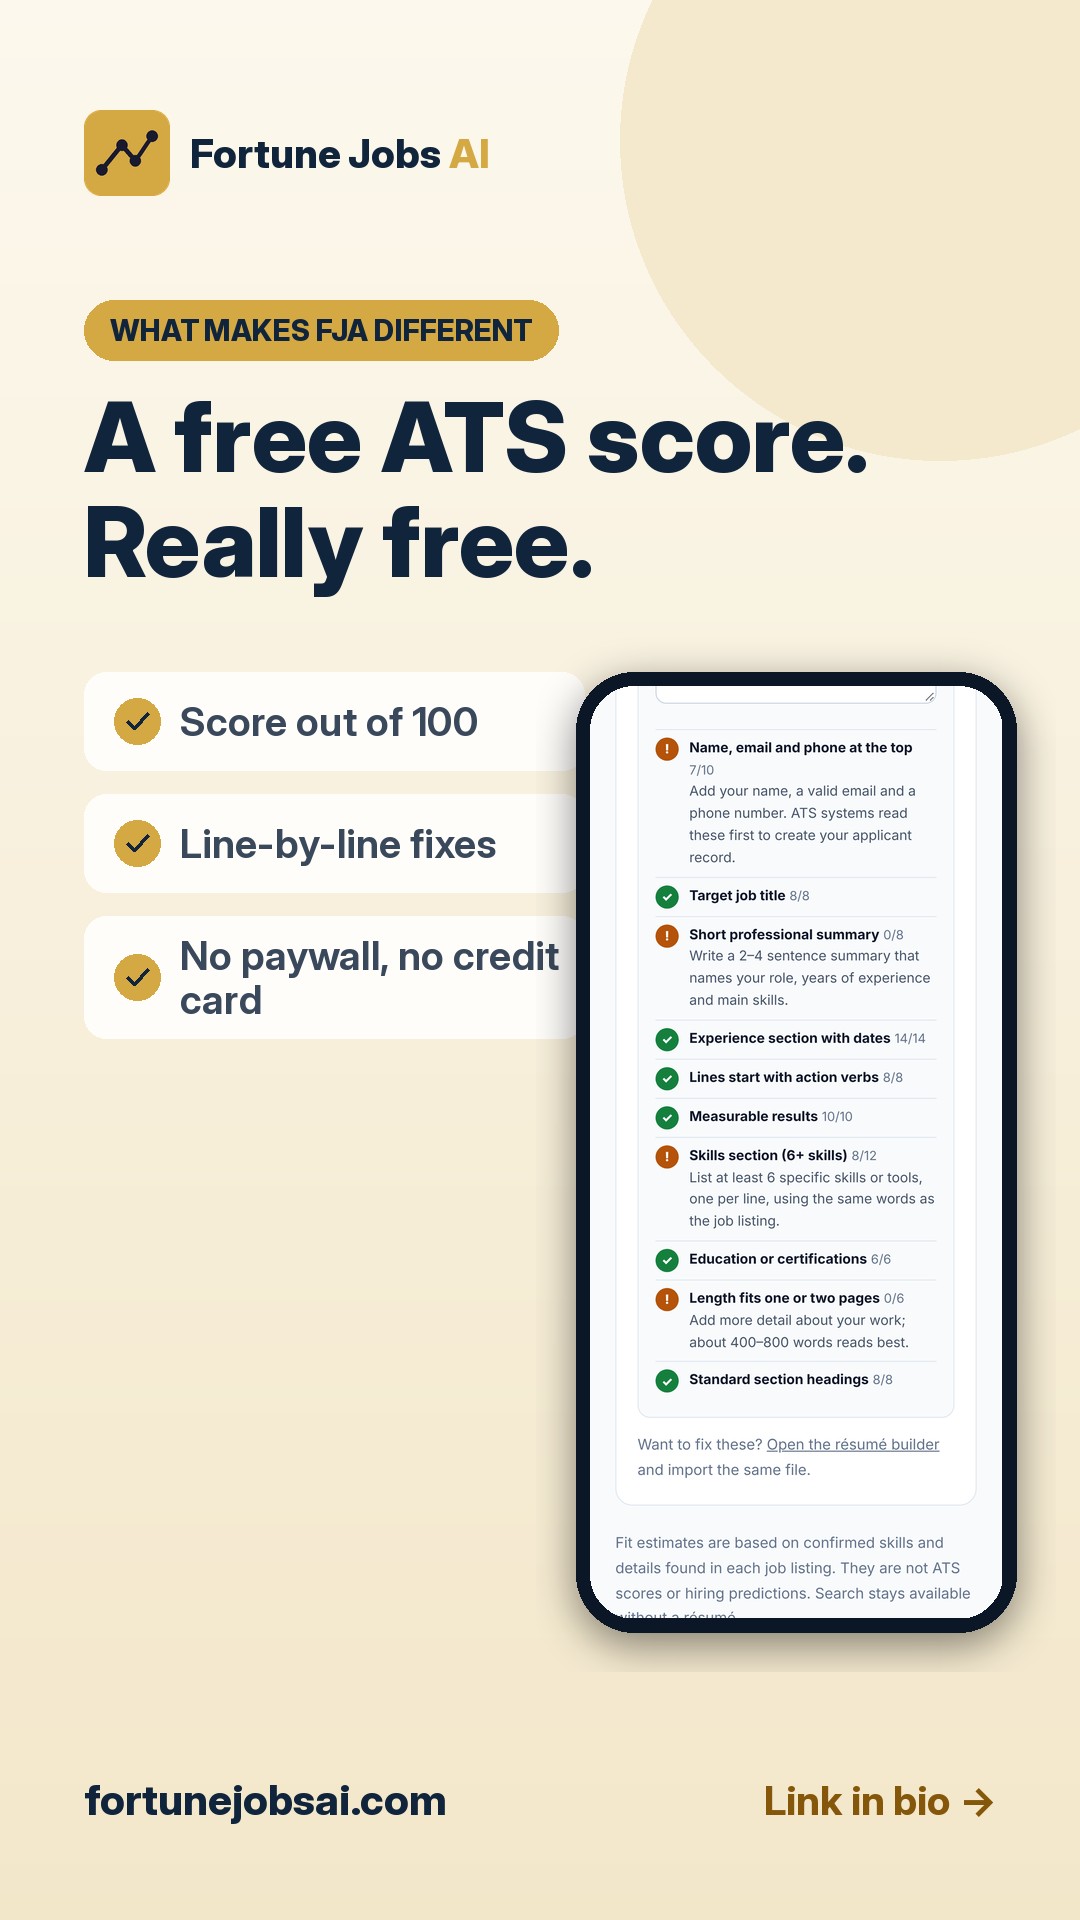 Fortune Jobs AI
WHAT MAKES FJA DIFFERENT
A free ATS score.
Really free.
Score out of 100
Line-by-line fixes
No paywall, no credit
card
Name, email and phone at the top
7/10
Add your name, a valid email and a
phone number. ATS systems read
these first to create your applicant
record.
Target job title 8/8
Short professional summary 0/8
Write a 2–4 sentence summary that
names your role, years of experience
and main skills.
Experience section with dates 14/14
Lines start with action verbs 8/8
Measurable results 10/10
Skills section (6+ skills) 8/12
List at least 6 specific skills or tools,
one per line, using the same words as
the job listing.
Education or certifications 6/6
Length fits one or two pages 0/6
Add more detail about your work;
about 400–800 words reads best.
Standard section headings 8/8
Want to fix these? Open the résumé builder
and import the same file.
Fit estimates are based on confirmed skills and
details found in each job listing. They are not ATS
scores or hiring predictions. Search stays available
without a résumé.
fortunejobsai.com
Link in bio →